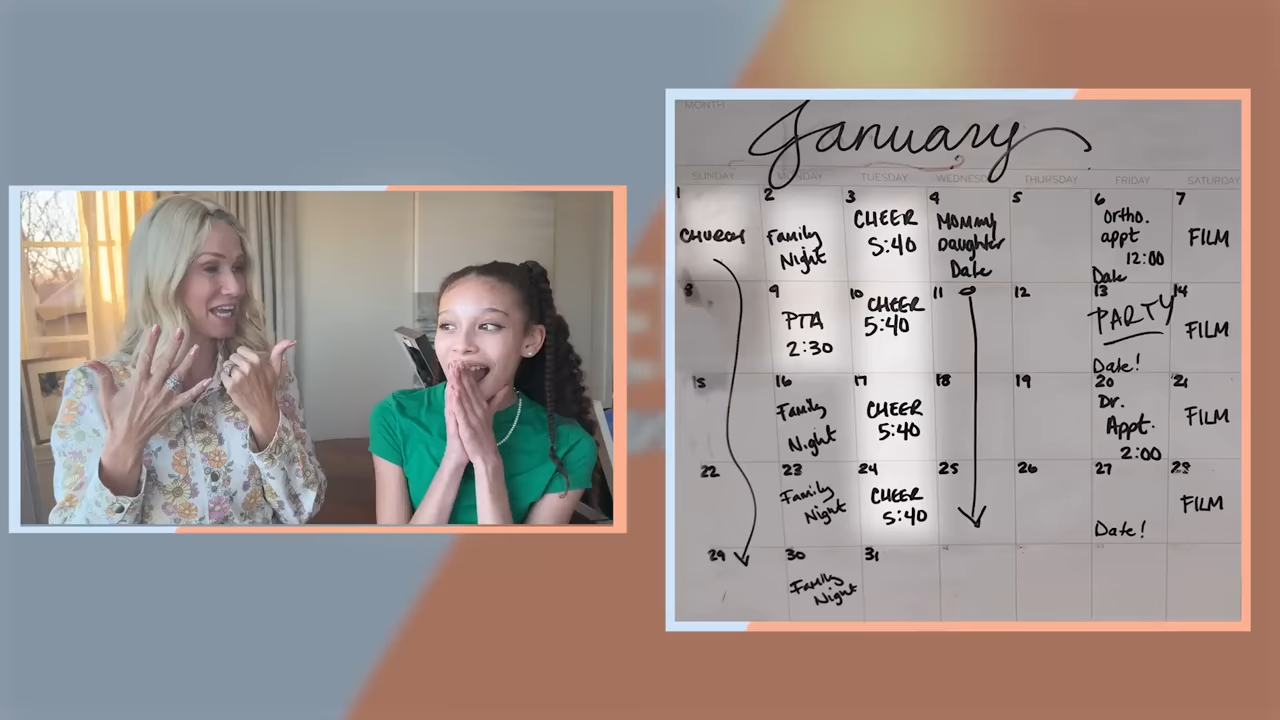 MONTH
January
SUNDAY MONDAY TUESDAY WEDNESDAY THURSDAY FRIDAY SATURDAY
1 2 3 4 5 6 7
CHURCH
Family
Night
CHEER
5:40
Mommy
Daughter
Date
Ortho.
appt
12:00
Date
FILM
8 9 10 11 12 13 14
PTA
2:30
CHEER
5:40
PARTY
Date!
FILM
15 16 17 18 19 20 21
Family
Night
CHEER
5:40
Dr.
Appt.
2:00
FILM
22 23 24 25 26 27 28
Family
Night
CHEER
5:40
Date!
FILM
29 30 31
Family
Night